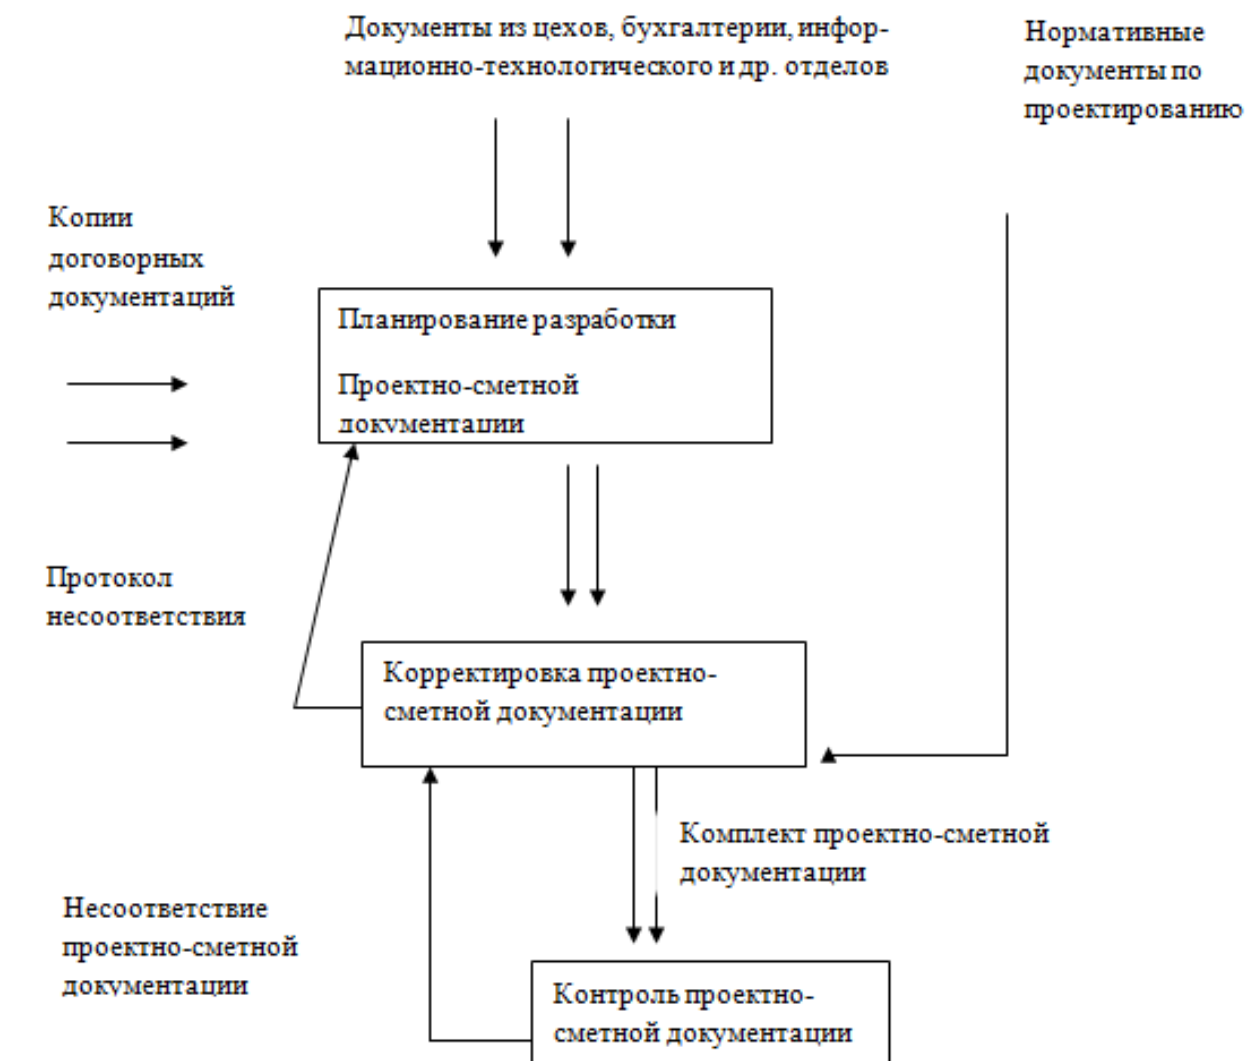 Документы из цехов, бухгалтерии, инфор-
мационно-технологического и др. отделов
Нормативные
документы по
проектированию
Копии
договорных
документаций
Планирование разработки
Проектно-сметной
документации
Протокол
несоответствия
Корректировка проектно-
сметной документации
Комплект проектно-сметной
документации
Несоответствие
проектно-сметной
документации
Контроль проектно-
сметной документации